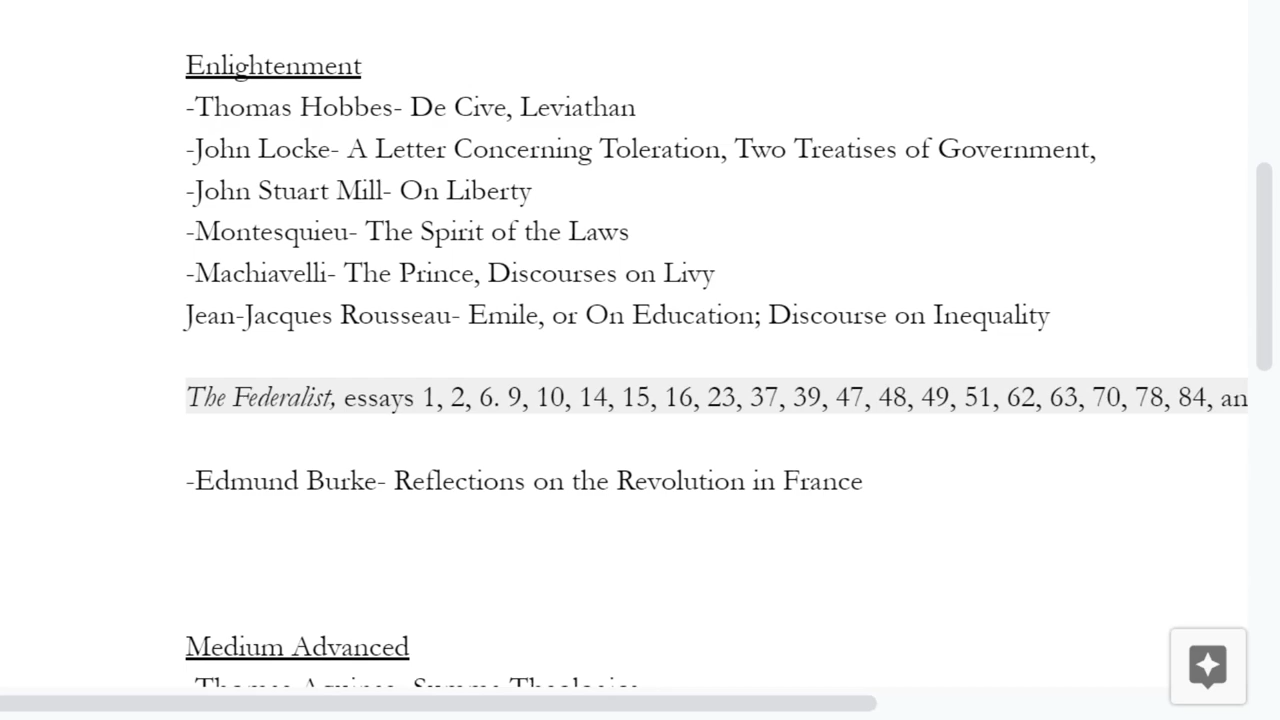 Enlightenment
-Thomas Hobbes- De Cive, Leviathan
-John Locke- A Letter Concerning Toleration, Two Treatises of Government,
-John Stuart Mill- On Liberty
-Montesquieu- The Spirit of the Laws
-Machiavelli- The Prince, Discourses on Livy
Jean-Jacques Rousseau- Emile, or On Education; Discourse on Inequality
The Federalist, essays 1, 2, 6. 9, 10, 14, 15, 16, 23, 37, 39, 47, 48, 49, 51, 62, 63, 70, 78, 84, an
-Edmund Burke- Reflections on the Revolution in France
Medium Advanced
-Thomas Aquinas- Summa Theologica